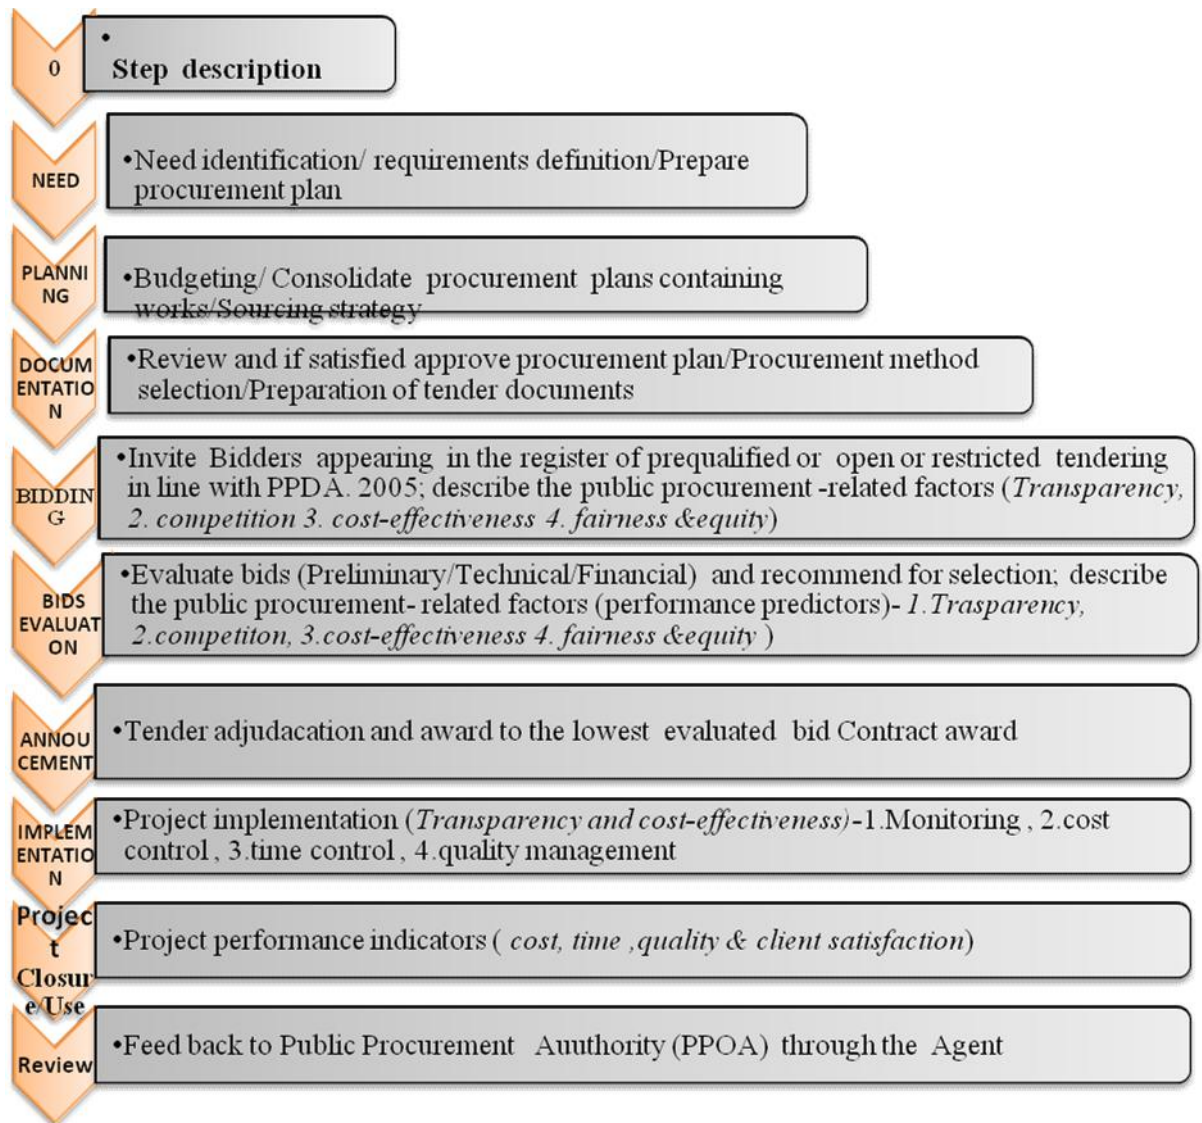 0
•
Step description
NEED
•Need identification/ requirements definition/Prepare
procurement plan
PLANNI
NG
•Budgeting/ Consolidate procurement plans containing
works/Sourcing strategy
DOCUM
ENTATIO
N
•Review and if satisfied approve procurement plan/Procurement method
selection/Preparation of tender documents
BIDDIN
G
•Invite Bidders appearing in the register of prequalified or open or restricted tendering
in line with PPDA. 2005; describe the public procurement -related factors (Transparency,
2. competition 3. cost-effectiveness 4. fairness &equity)
BIDS
EVALUAT
ON
•Evaluate bids (Preliminary/Technical/Financial) and recommend for selection; describe
the public procurement- related factors (performance predictors)- 1.Trasparency,
2.competiton, 3.cost-effectiveness 4. fairness &equity )
ANNOU
CEMENT
•Tender adjudacation and award to the lowest evaluated bid Contract award
IMPLEM
ENTATIO
N
•Project implementation (Transparency and cost-effectiveness)-1.Monitoring , 2.cost
control , 3.time control , 4.quality management
Projec
t
Closur
e/Use
•Project performance indicators ( cost, time ,quality & client satisfaction)
Review
•Feed back to Public Procurement Auuthority (PPOA) through the Agent